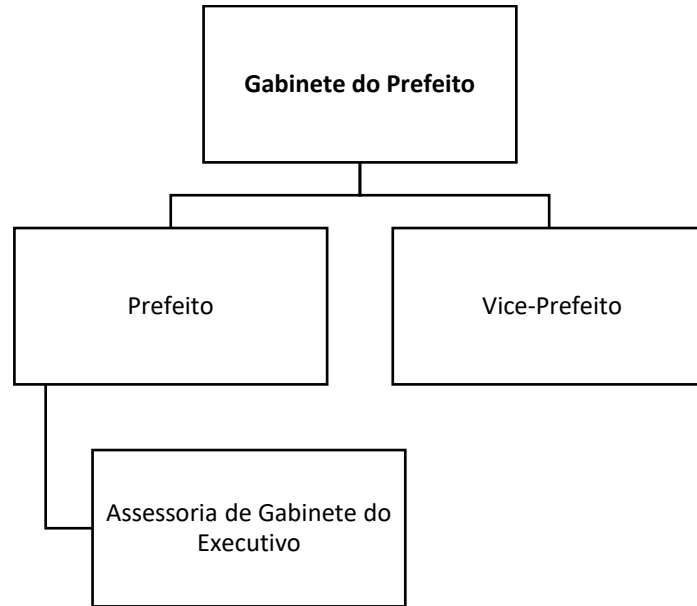 Gabinete do Prefeito
Prefeito
Vice-Prefeito
Assessoria de Gabinete do
Executivo